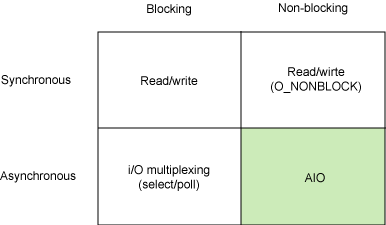 Blocking
Non-blocking
Synchronous
Read/write
Read/wirte
(O_NONBLOCK)
Asynchronous
i/O multiplexing
(select/poll)
AIO